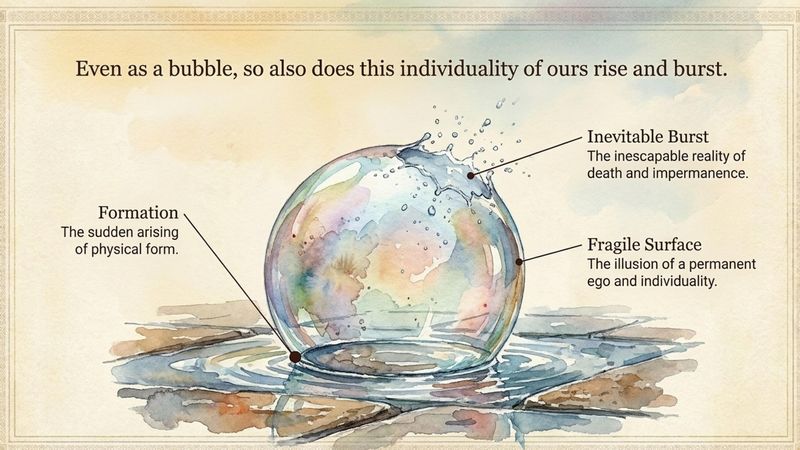 Even as a bubble, so also does this individuality of ours rise and burst.
Formation
The sudden arising
of physical form.
Inevitable Burst
The inescapable reality of
death and impermanence.
Fragile Surface
The illusion of a permanent
ego and individuality.